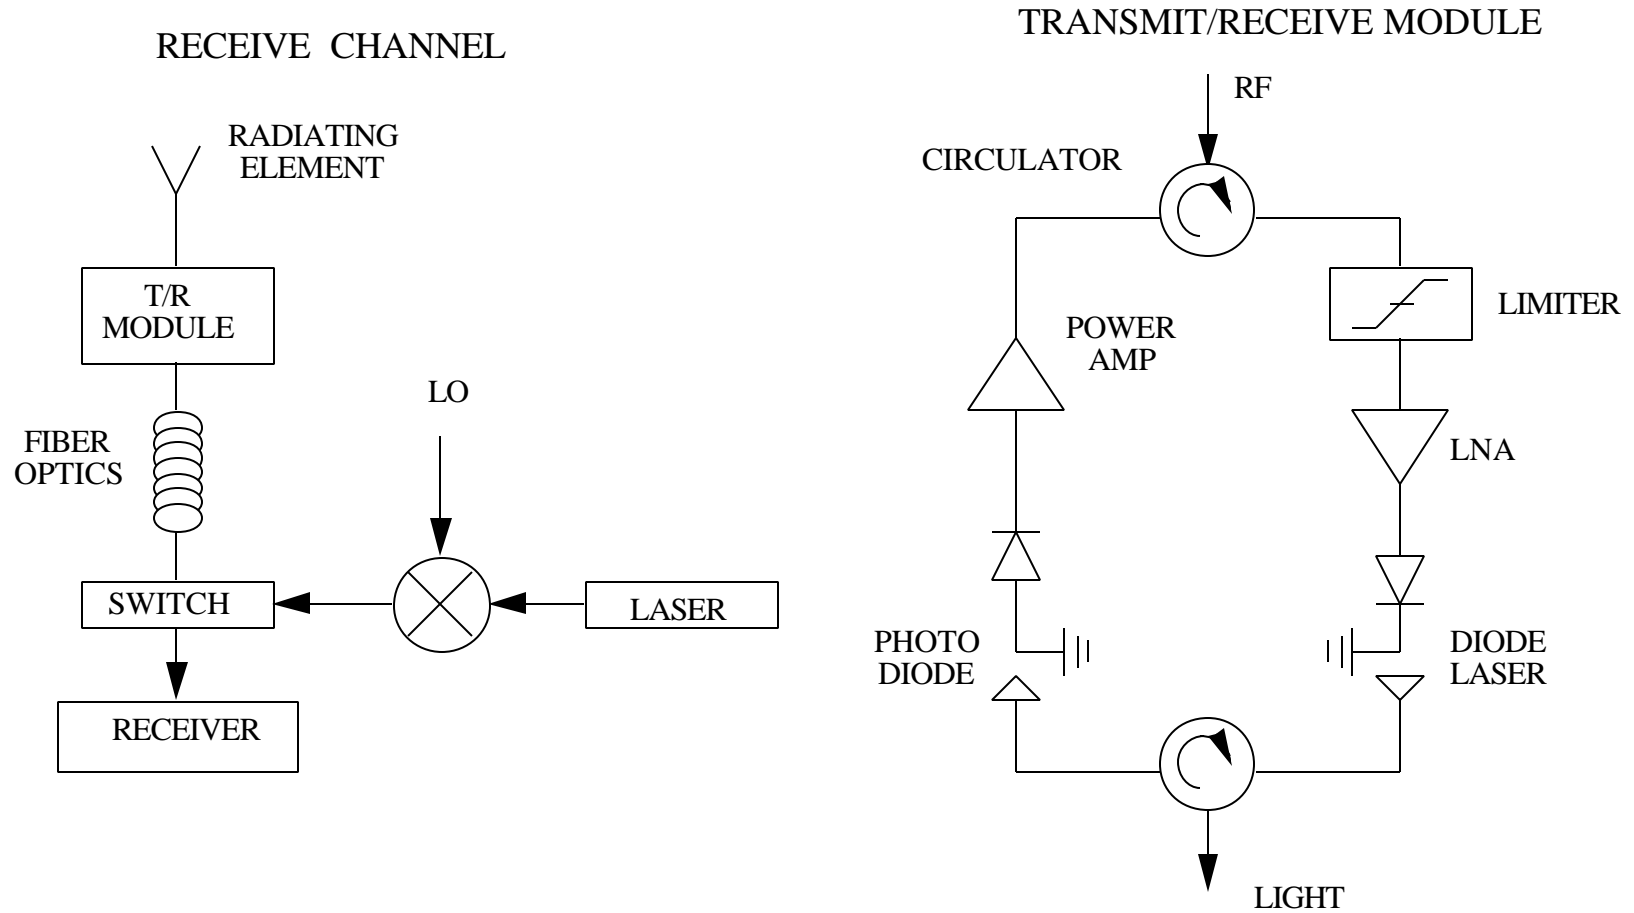 RECEIVE CHANNEL
RADIATING
ELEMENT
T/R
MODULE
LO
FIBER
OPTICS
SWITCH
LASER
RECEIVER
TRANSMIT/RECEIVE MODULE
RF
CIRCULATOR
LIMITER
POWER
AMP
LNA
PHOTO
DIODE
DIODE
LASER
LIGHT